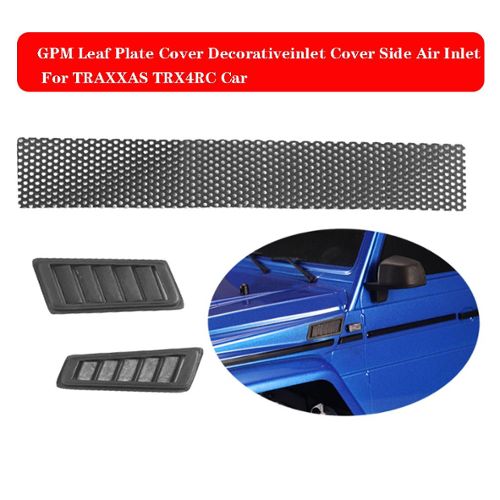 GPM Leaf Plate Cover Decorativeinlet Cover Side Air Inlet
For TRAXXAS TRX4RC Car